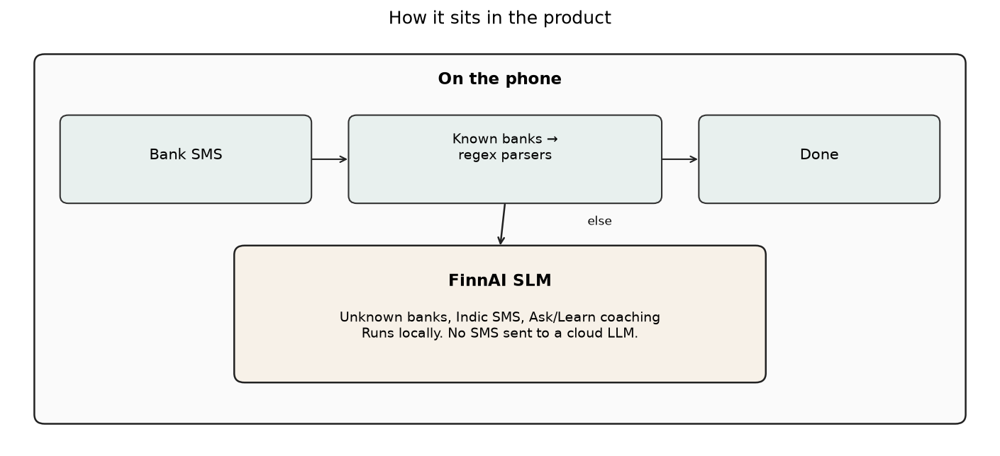 How it sits in the product
On the phone
Bank SMS
Known banks →
regex parsers
Done
else
FinnAI SLM
Unknown banks, Indic SMS, Ask/Learn coaching
Runs locally. No SMS sent to a cloud LLM.